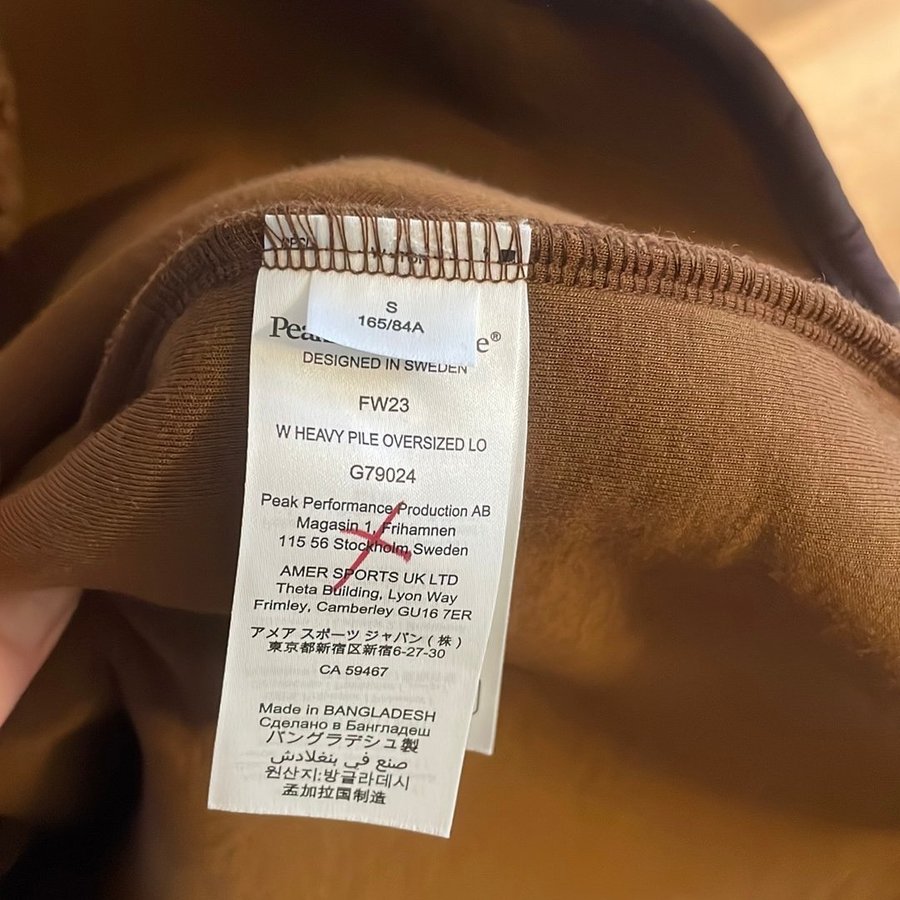 S
165/84A
Pea e®
DESIGNED IN SWEDEN
FW23
W HEAVY PILE OVERSIZED LO
G79024
Peak Performance Production AB
Magasin 1, Frihamnen
115 56 Stockholm Sweden
AMER SPORTS UK LTD
Theta Building, Lyon Way
Frimley, Camberley GU16 7ER
アメア スポーツ ジャパン ( 株 )
東京都新宿区新宿6-27-30
CA 59467
Made in BANGLADESH
Сделано в Бангладеш
バングラデシュ製
صنع في بنغلادش
원산지:방글라데시
孟加拉国制造